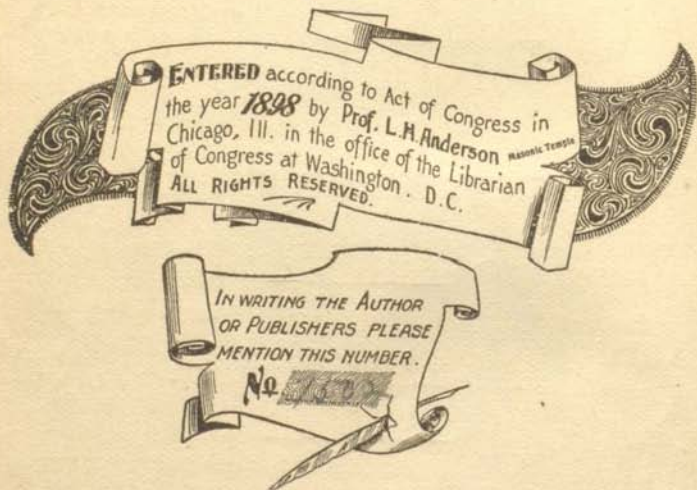 ENTERED according to Act of Congress in
the year 1898 by Prof. L. H. Anderson Masonic Temple
Chicago, Ill. in the office of the Librarian
of Congress at Washington. D.C.
ALL RIGHTS RESERVED.
IN WRITING THE AUTHOR
OR PUBLISHERS PLEASE
MENTION THIS NUMBER.
No.